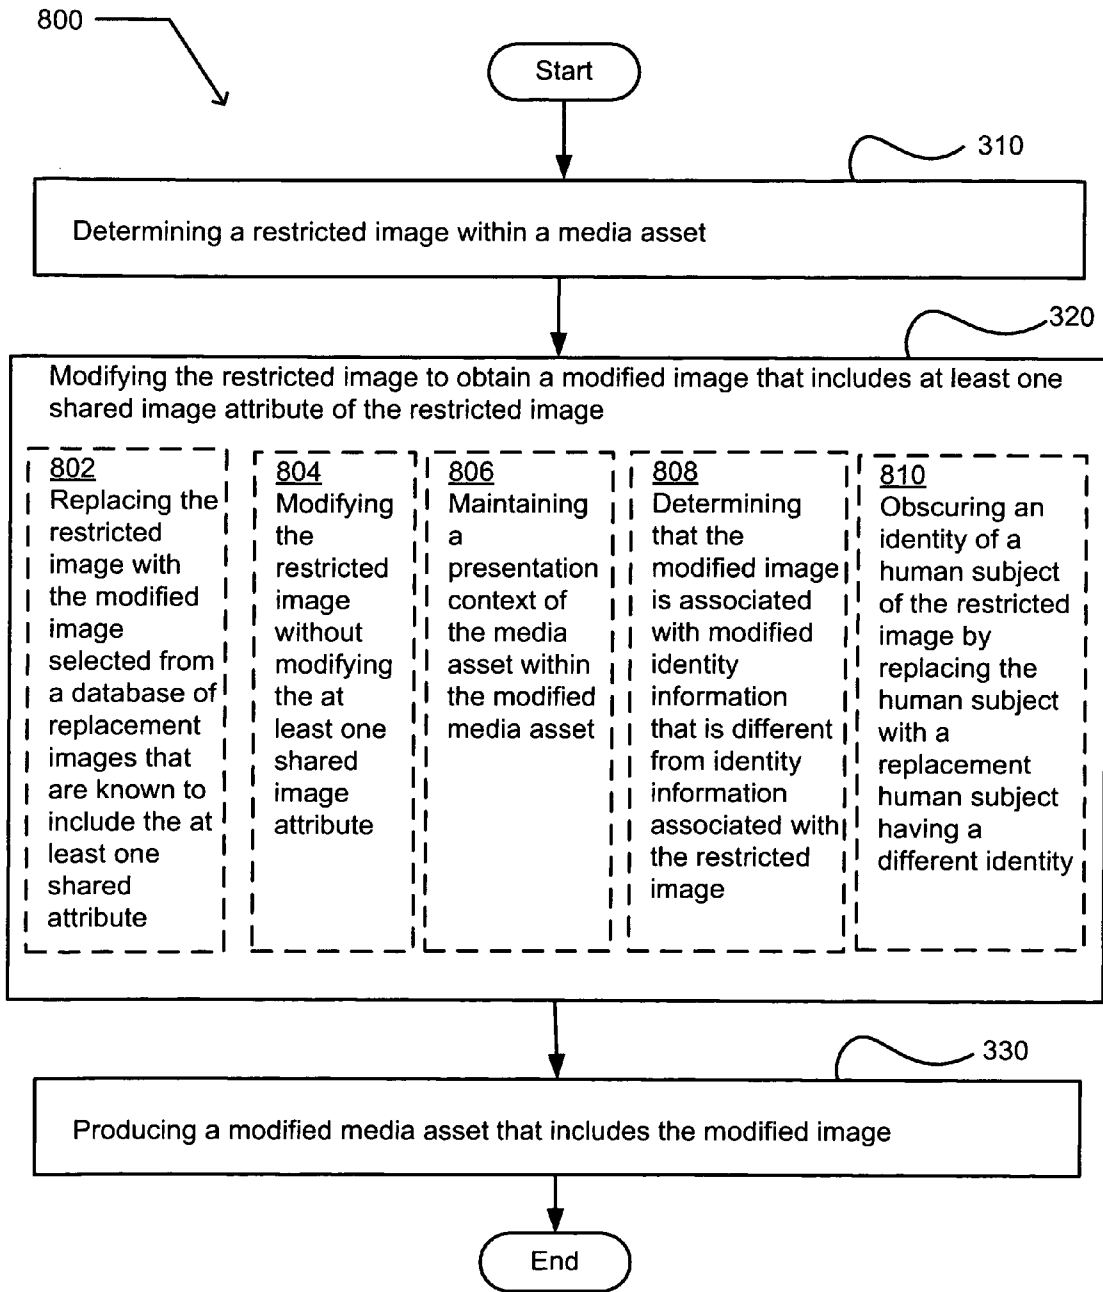 800
Start
310
Determining a restricted image within a media asset
320
Modifying the restricted image to obtain a modified image that includes at least one
shared image attribute of the restricted image
802
Replacing the
restricted
image with
the modified
image
selected from
a database of
replacement
images that
are known to
include the at
least one
shared
attribute
804
Modifying
the
restricted
image
without
modifying
the at
least one
shared
image
attribute
806
Maintaining
a
presentation
context of
the media
asset within
the modified
media asset
808
Determining
that the
modified image
is associated
with modified
identity
information
that is different
from identity
information
associated with
the restricted
image
810
Obscuring an
identity of a
human subject
of the restricted
image by
replacing the
human subject
with a
replacement
human subject
having a
different identity
330
Producing a modified media asset that includes the modified image
End